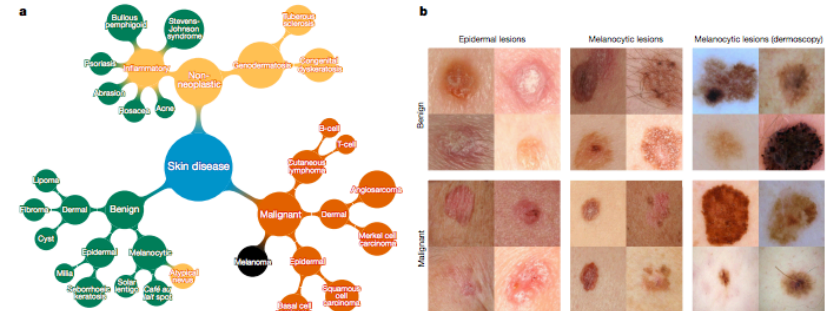 a
Bullous
pemphigoid
Stevens-
Johnson
syndrome
Psoriasis
Inflammatory
Abrasion
Rosacea
Acne
Non-
neoplastic
Genodermatosis
Tuberous
sclerosis
Congenital
dyskeratosis
Skin disease
Lipoma
Fibroma
Dermal
Benign
Cyst
Epidermal
Melanocytic
Milia
Seborrhoeic
keratosis
Solar
lentigo
Café au
lait spot
Atypical
nevus
B-cell
T-cell
Cutaneous
lymphoma
Angiosarcoma
Malignant
Dermal
Merkel cell
carcinoma
Melanoma
Epidermal
Squamous
cell
carcinoma
Basal cell
b
Epidermal lesions
Melanocytic lesions
Melanocytic lesions (dermoscopy)
Benign
Malignant